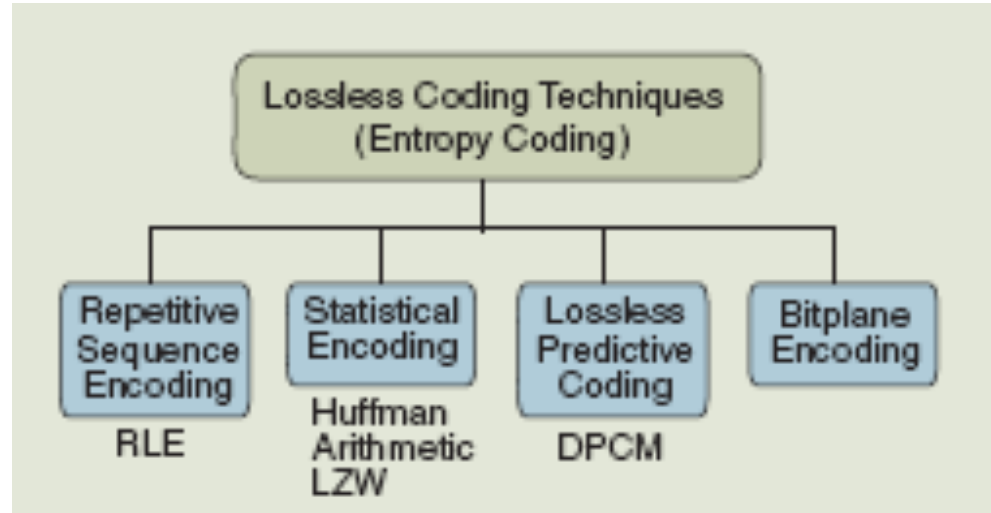 Lossless Coding Techniques
(Entropy Coding)
Repetitive
Sequence
Encoding
RLE
Statistical
Encoding
Huffman
Arithmetic
LZW
Lossless
Predictive
Coding
DPCM
Bitplane
Encoding